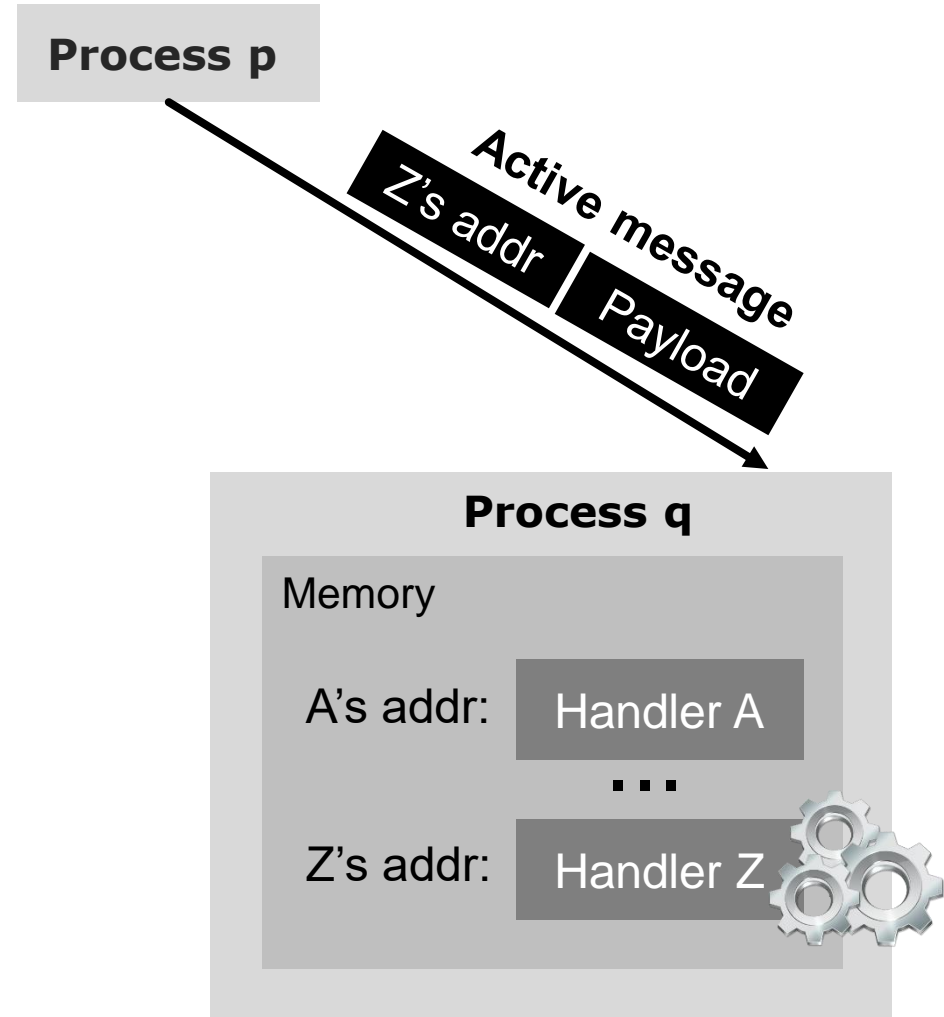 Process p
Active message
Z's addr
Payload
Process q
Memory
A's addr: Handler A
...
Z's addr: Handler Z